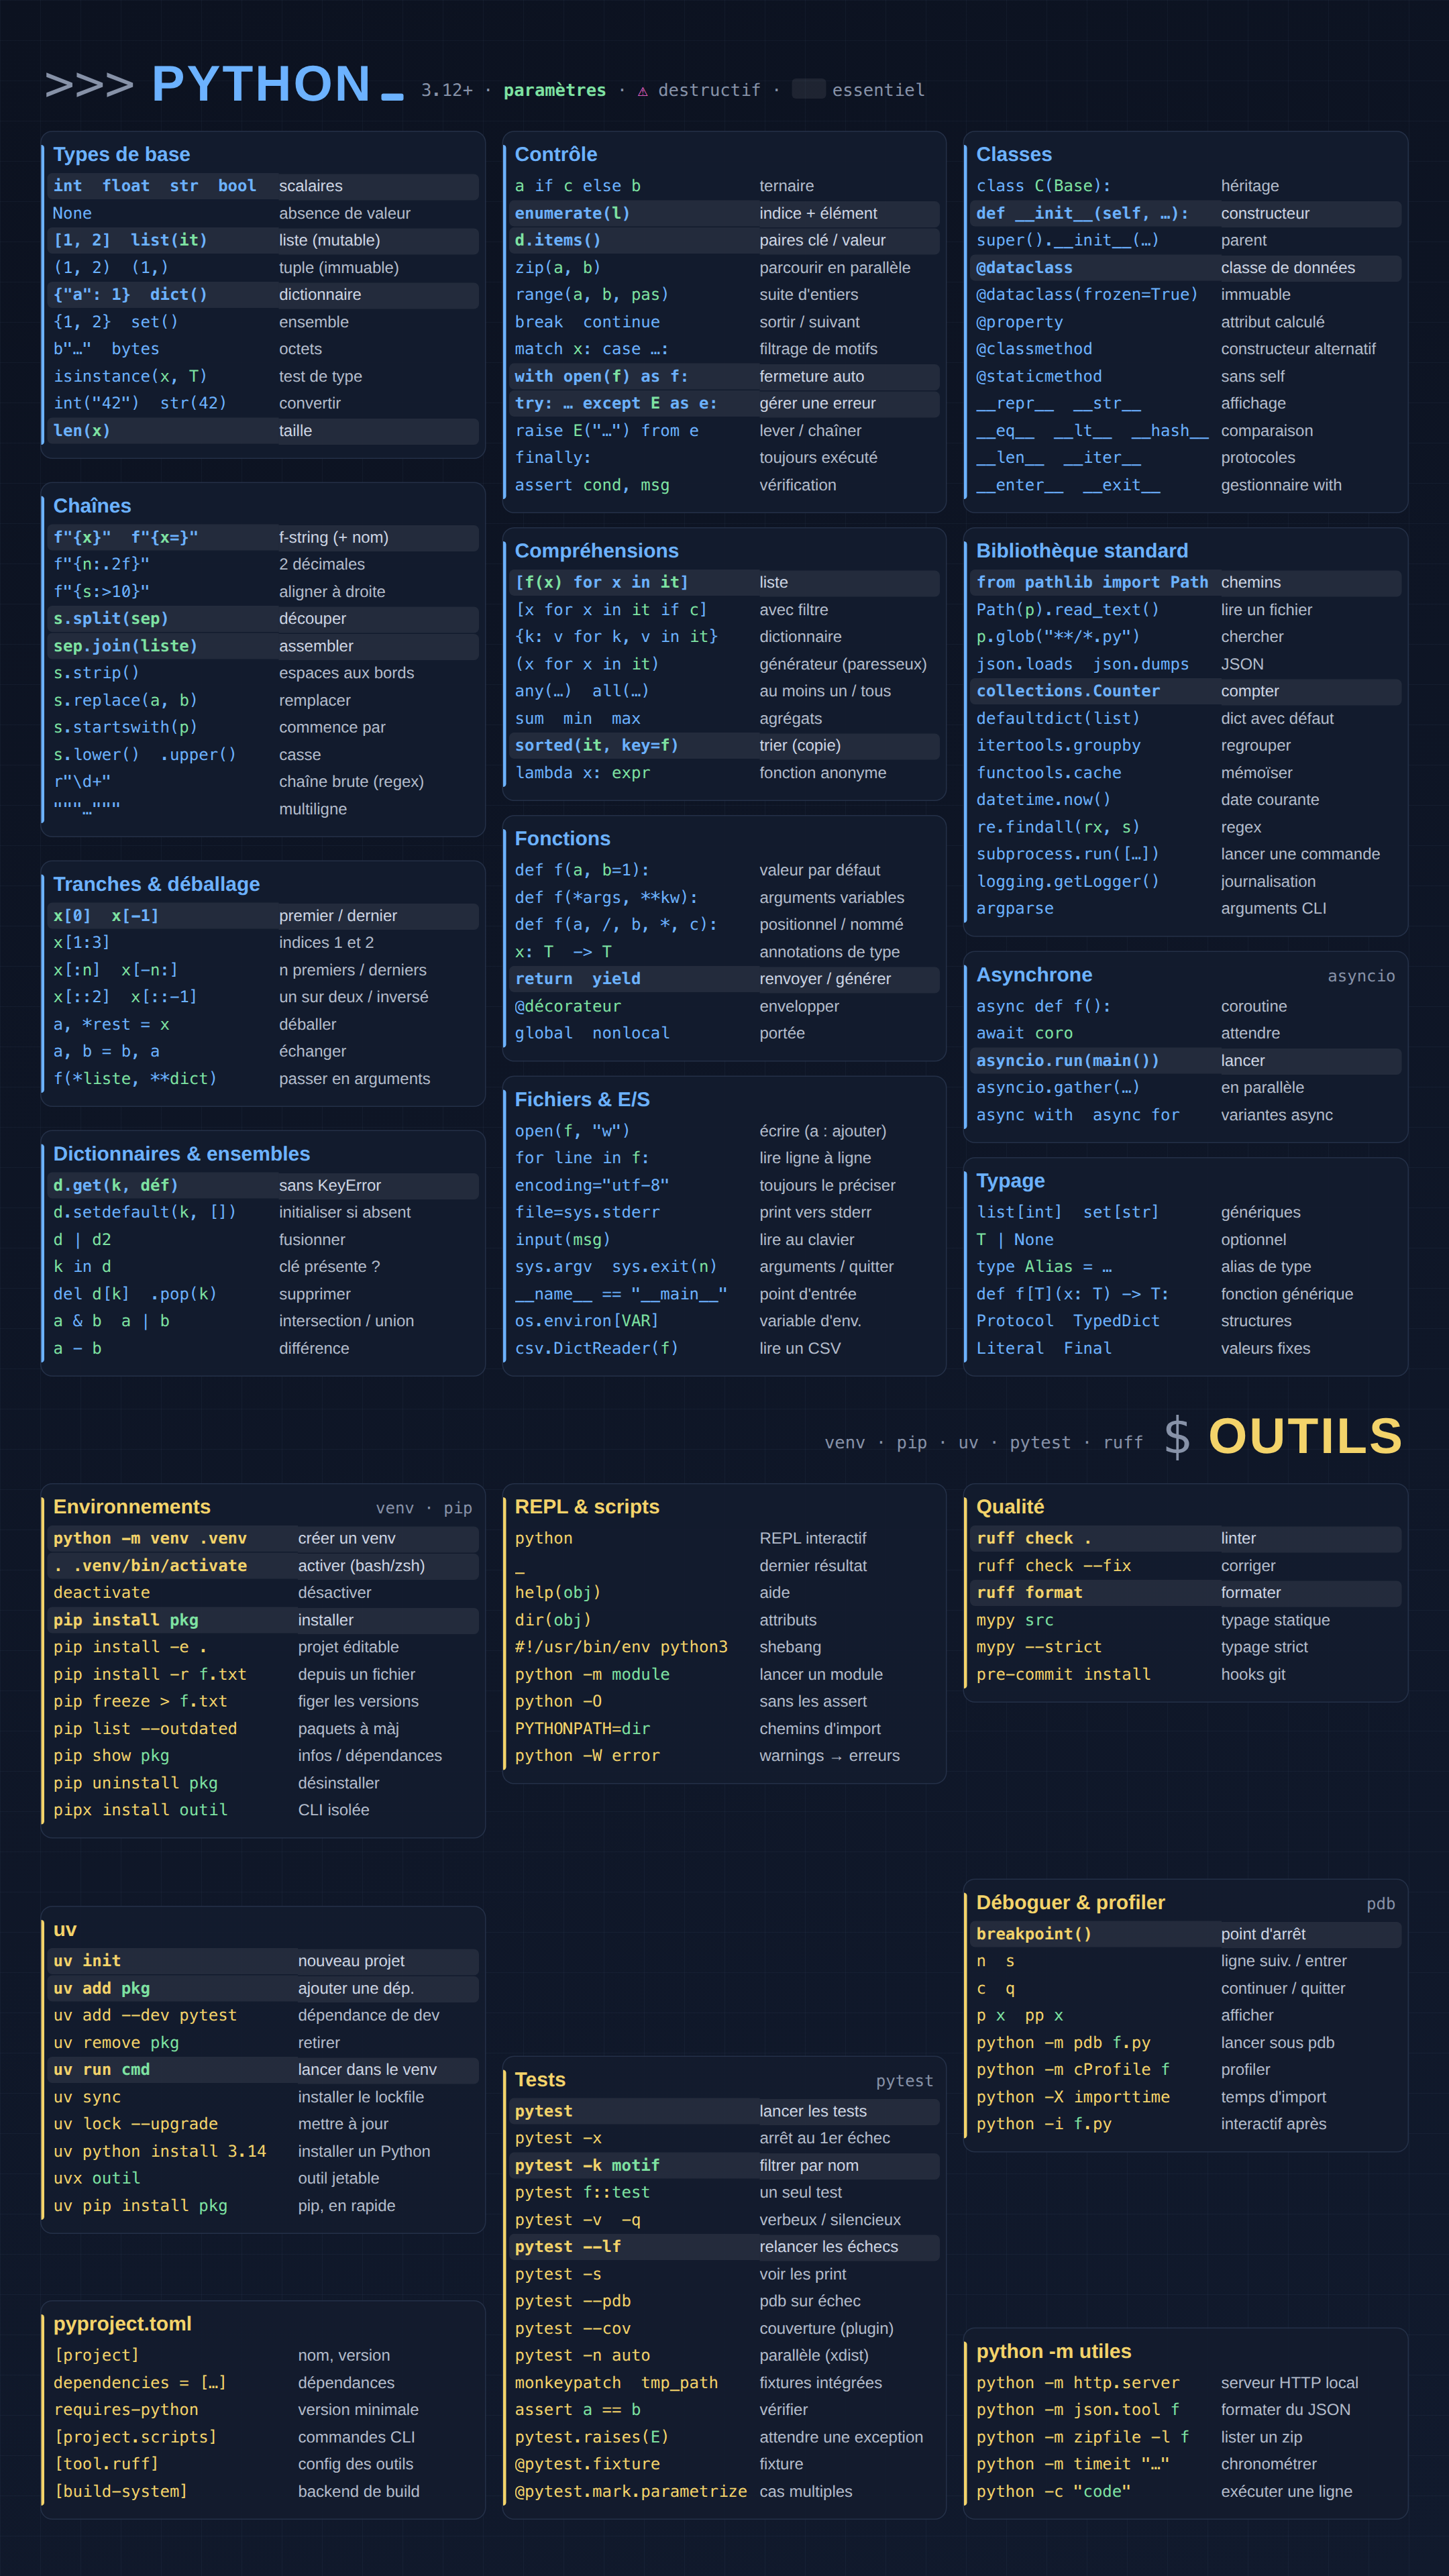 >>> PYTHON_ 3.12+ · paramètres · ⚠ destructif · essentiel
Types de base
int  float  str  bool  scalaires
None  absence de valeur
[1, 2]  list(it)  liste (mutable)
(1, 2)  (1,)  tuple (immuable)
{"a": 1}  dict()  dictionnaire
{1, 2}  set()  ensemble
b"…"  bytes  octets
isinstance(x, T)  test de type
int("42")  str(42)  convertir
len(x)  taille
Chaînes
f"{x}"  f"{x=}"  f-string (+ nom)
f"{n:.2f}"  2 décimales
f"{s:>10}"  aligner à droite
s.split(sep)  découper
sep.join(liste)  assembler
s.strip()  espaces aux bords
s.replace(a, b)  remplacer
s.startswith(p)  commence par
s.lower()  .upper()  casse
r"\d+"  chaîne brute (regex)
"""…"""  multiligne
Tranches & déballage
x[0]  x[-1]  premier / dernier
x[1:3]  indices 1 et 2
x[:n]  x[-n:]  n premiers / derniers
x[::2]  x[::-1]  un sur deux / inversé
a, *rest = x  déballer
a, b = b, a  échanger
f(*liste, **dict)  passer en arguments
Dictionnaires & ensembles
d.get(k, déf)  sans KeyError
d.setdefault(k, [])  initialiser si absent
d | d2  fusionner
k in d  clé présente ?
del d[k]  .pop(k)  supprimer
a & b  a | b  intersection / union
a - b  différence
Contrôle
a if c else b  ternaire
enumerate(l)  indice + élément
d.items()  paires clé / valeur
zip(a, b)  parcourir en parallèle
range(a, b, pas)  suite d'entiers
break  continue  sortir / suivant
match x: case …:  filtrage de motifs
with open(f) as f:  fermeture auto
try: … except E as e:  gérer une erreur
raise E("…") from e  lever / chaîner
finally:  toujours exécuté
assert cond, msg  vérification
Compréhensions
[f(x) for x in it]  liste
[x for x in it if c]  avec filtre
{k: v for k, v in it}  dictionnaire
(x for x in it)  générateur (paresseux)
any(…)  all(…)  au moins un / tous
sum  min  max  agrégats
sorted(it, key=f)  trier (copie)
lambda x: expr  fonction anonyme
Fonctions
def f(a, b=1):  valeur par défaut
def f(*args, **kw):  arguments variables
def f(a, /, b, *, c):  positionnel / nommé
x: T  -> T  annotations de type
return  yield  renvoyer / générer
@décorateur  envelopper
global  nonlocal  portée
Fichiers & E/S
open(f, "w")  écrire (a : ajouter)
for line in f:  lire ligne à ligne
encoding="utf-8"  toujours le préciser
file=sys.stderr  print vers stderr
input(msg)  lire au clavier
sys.argv  sys.exit(n)  arguments / quitter
__name__ == "__main__"  point d'entrée
os.environ[VAR]  variable d'env.
csv.DictReader(f)  lire un CSV
Classes
class C(Base):  héritage
def __init__(self, …):  constructeur
super().__init__(…)  parent
@dataclass  classe de données
@dataclass(frozen=True)  immuable
@property  attribut calculé
@classmethod  constructeur alternatif
@staticmethod  sans self
__repr__  __str__  affichage
__eq__  __lt__  __hash__  comparaison
__len__  __iter__  protocoles
__enter__  __exit__  gestionnaire with
Bibliothèque standard
from pathlib import Path  chemins
Path(p).read_text()  lire un fichier
p.glob("**/*.py")  chercher
json.loads  json.dumps  JSON
collections.Counter  compter
defaultdict(list)  dict avec défaut
itertools.groupby  regrouper
functools.cache  mémoïser
datetime.now()  date courante
re.findall(rx, s)  regex
subprocess.run([…])  lancer une commande
logging.getLogger()  journalisation
argparse  arguments CLI
Asynchrone  asyncio
async def f():  coroutine
await coro  attendre
asyncio.run(main())  lancer
asyncio.gather(…)  en parallèle
async with  async for  variantes async
Typage
list[int]  set[str]  génériques
T | None  optionnel
type Alias = …  alias de type
def f[T](x: T) -> T:  fonction générique
Protocol  TypedDict  structures
Literal  Final  valeurs fixes
venv · pip · uv · pytest · ruff  $ OUTILS
Environnements  venv · pip
python -m venv .venv  créer un venv
. .venv/bin/activate  activer (bash/zsh)
deactivate  désactiver
pip install pkg  installer
pip install -e .  projet éditable
pip install -r f.txt  depuis un fichier
pip freeze > f.txt  figer les versions
pip list --outdated  paquets à màj
pip show pkg  infos / dépendances
pip uninstall pkg  désinstaller
pipx install outil  CLI isolée
uv
uv init  nouveau projet
uv add pkg  ajouter une dép.
uv add --dev pytest  dépendance de dev
uv remove pkg  retirer
uv run cmd  lancer dans le venv
uv sync  installer le lockfile
uv lock --upgrade  mettre à jour
uv python install 3.14  installer un Python
uvx outil  outil jetable
uv pip install pkg  pip, en rapide
pyproject.toml
[project]  nom, version
dependencies = […]  dépendances
requires-python  version minimale
[project.scripts]  commandes CLI
[tool.ruff]  config des outils
[build-system]  backend de build
REPL & scripts
python  REPL interactif
_  dernier résultat
help(obj)  aide
dir(obj)  attributs
#!/usr/bin/env python3  shebang
python -m module  lancer un module
python -O  sans les assert
PYTHONPATH=dir  chemins d'import
python -W error  warnings → erreurs
Tests  pytest
pytest  lancer les tests
pytest -x  arrêt au 1er échec
pytest -k motif  filtrer par nom
pytest f::test  un seul test
pytest -v  -q  verbeux / silencieux
pytest --lf  relancer les échecs
pytest -s  voir les print
pytest --pdb  pdb sur échec
pytest --cov  couverture (plugin)
pytest -n auto  parallèle (xdist)
monkeypatch  tmp_path  fixtures intégrées
assert a == b  vérifier
pytest.raises(E)  attendre une exception
@pytest.fixture  fixture
@pytest.mark.parametrize  cas multiples
Qualité
ruff check .  linter
ruff check --fix  corriger
ruff format  formater
mypy src  typage statique
mypy --strict  typage strict
pre-commit install  hooks git
Déboguer & profiler  pdb
breakpoint()  point d'arrêt
n  s  ligne suiv. / entrer
c  q  continuer / quitter
p x  pp x  afficher
python -m pdb f.py  lancer sous pdb
python -m cProfile f  profiler
python -X importtime  temps d'import
python -i f.py  interactif après
python -m utiles
python -m http.server  serveur HTTP local
python -m json.tool f  formater du JSON
python -m zipfile -l f  lister un zip
python -m timeit "…"  chronométrer
python -c "code"  exécuter une ligne